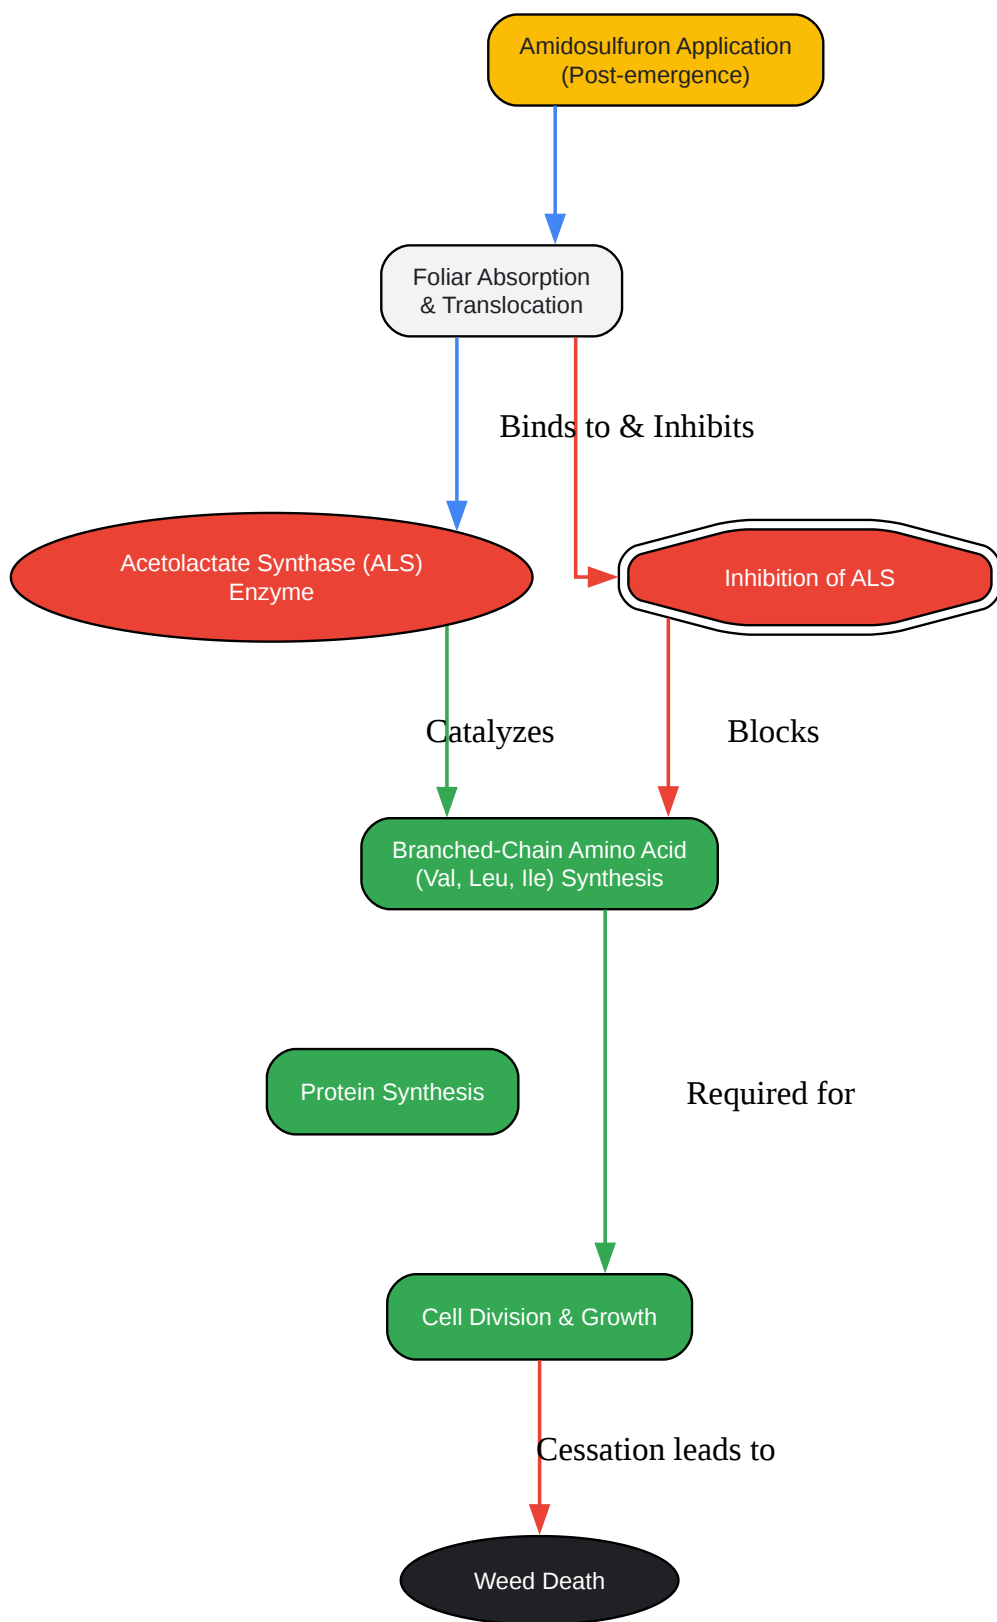 Amidosulfuron Application
(Post-emergence)
Foliar Absorption
& Translocation
Binds to & Inhibits
Acetolactate Synthase (ALS)
Enzyme
Inhibition of ALS
Catalyzes
Blocks
Branched-Chain Amino Acid
(Val, Leu, Ile) Synthesis
Protein Synthesis
Required for
Cell Division & Growth
Cessation leads to
Weed Death